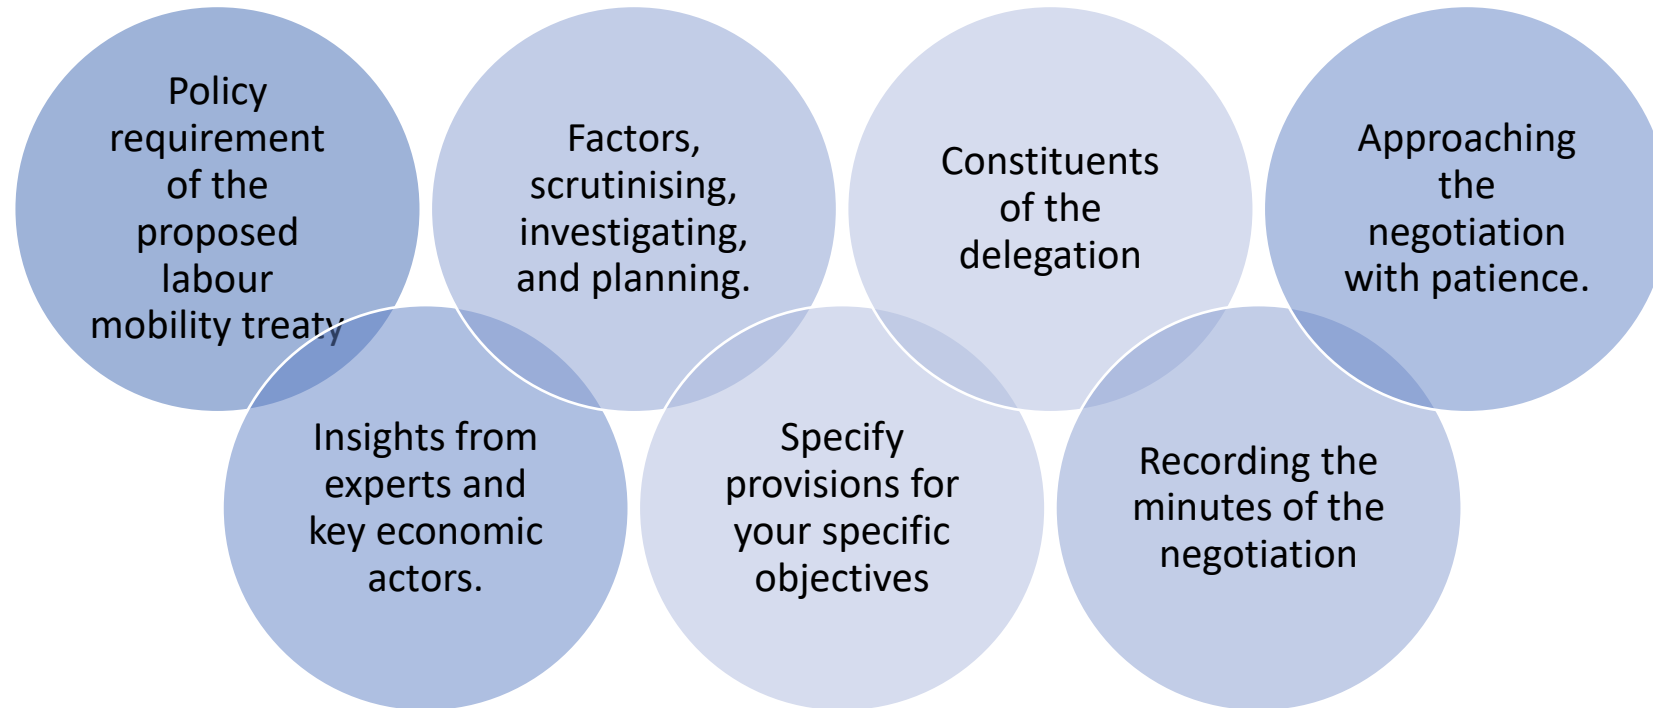 Policy
requirement
of the
proposed
labour
mobility treaty
Insights from
experts and
key economic
actors.
Factors,
scrutinising,
investigating,
and planning.
Specify
provisions for
your specific
objectives
Constituents
of the
delegation
Recording the
minutes of the
negotiation
Approaching
the
negotiation
with patience.